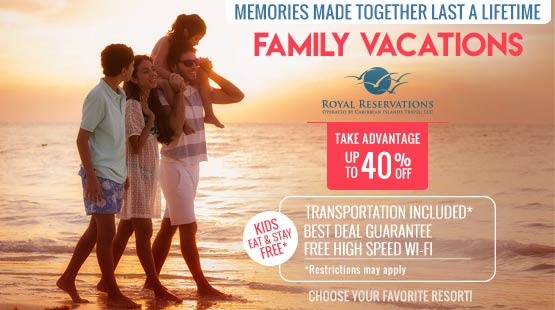 MEMORIES MADE TOGETHER LAST A LIFETIME
FAMILY VACATIONS
ROYAL RESERVATIONS
OPERATED BY CARIBBEAN ISLANDS TRAVEL, LLC
TAKE ADVANTAGE
UP TO 40% OFF
KIDS
EAT & STAY
FREE*
TRANSPORTATION INCLUDED*
BEST DEAL GUARANTEE
FREE HIGH SPEED WI-FI
*Restrictions may apply
CHOOSE YOUR FAVORITE RESORT!